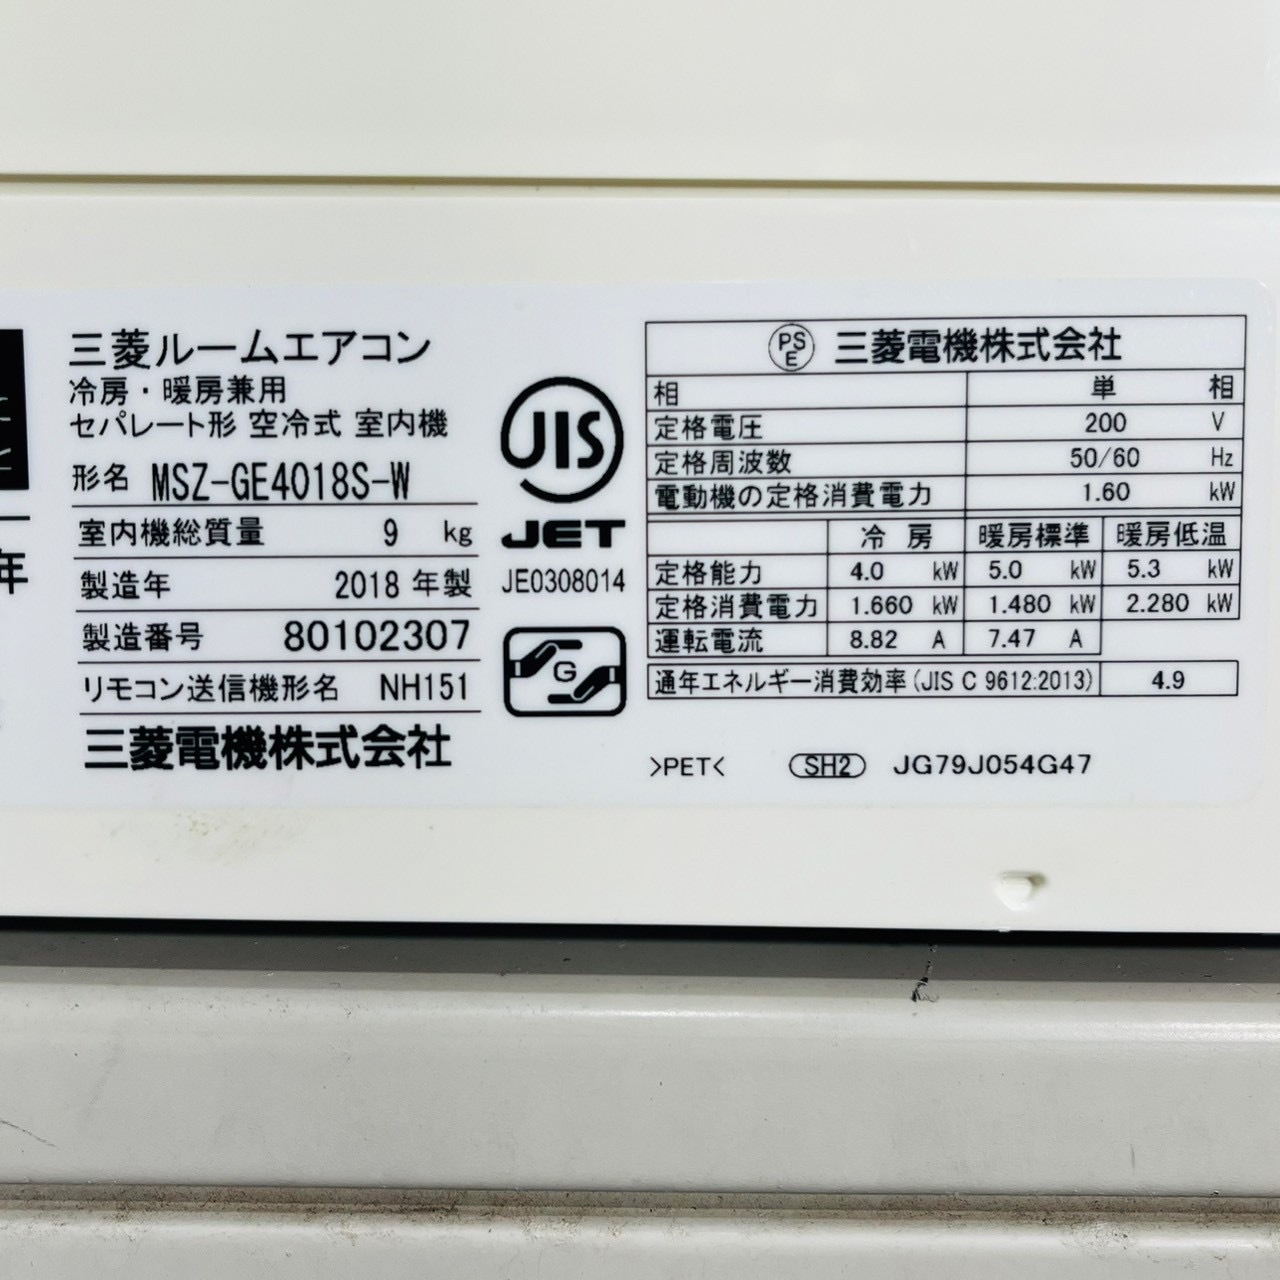 三菱ルームエアコン
冷房・暖房兼用
セパレート形 空冷式 室内機
形名 MSZ-GE4018S-W
室内機総質量 9 kg
製造年 2018 年製
製造番号 80102307
リモコン送信機形名 NH151
三菱電機株式会社
JIS
JET
JE0308014
G
PS E 三菱電機株式会社
相 単 相
定格電圧 200 V
定格周波数 50/60 Hz
電動機の定格消費電力 1.60 kW
冷房 暖房標準 暖房低温
定格能力 4.0 kW 5.0 kW 5.3 kW
定格消費電力 1.660 kW 1.480 kW 2.280 kW
運転電流 8.82 A 7.47 A
通年エネルギー消費効率(JIS C 9612:2013) 4.9
>PET< SH2 JG79J054G47
年